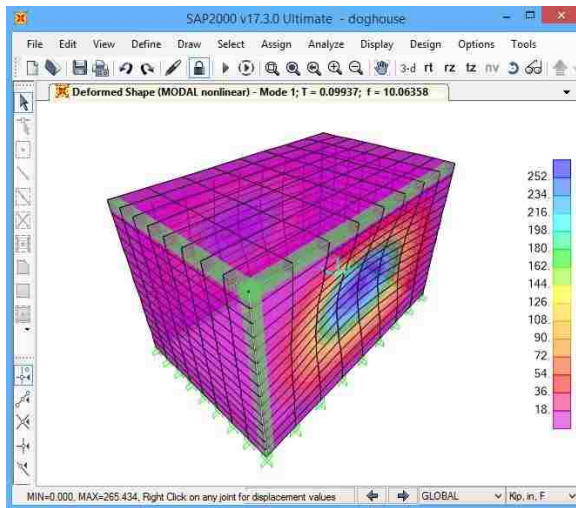 SAP2000 v17.3.0 Ultimate - doghouse
File Edit View Define Draw Select Assign Analyze Display Design Options Tools
3-d rt rz tz nv
Deformed Shape (MODAL nonlinear) - Mode 1; T = 0.09937; f = 10.06358
252.
234.
216.
198.
180.
162.
144.
126.
108.
90.
72.
54.
36.
18.
MIN=0.000, MAX=265.434, Right Click on any joint for displacement values
GLOBAL
Kip, in, F